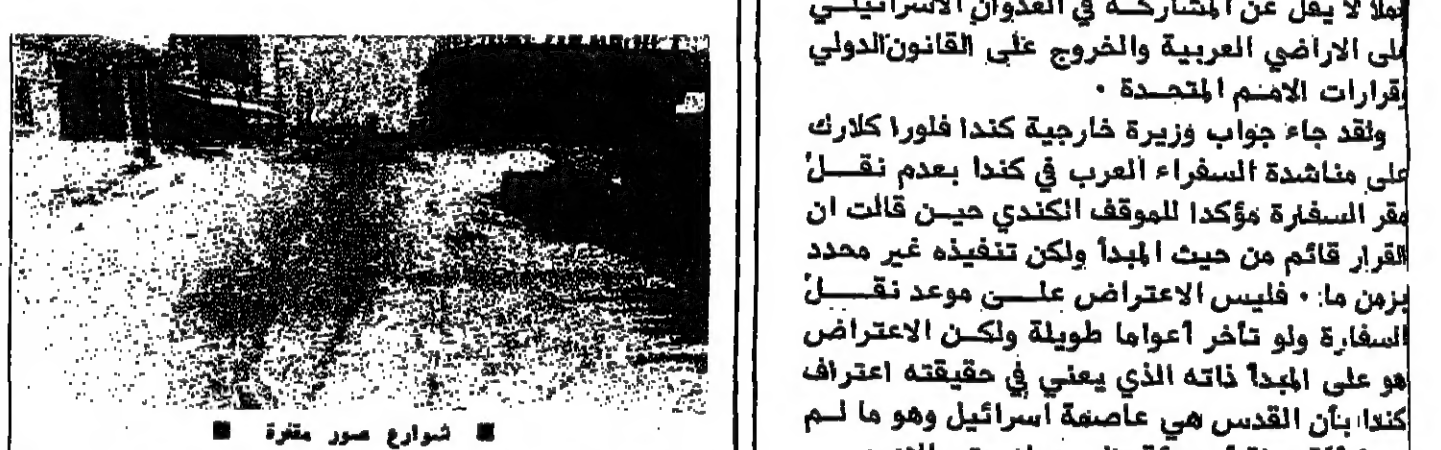 لا يقل عن المشاركة في العدوان الاسرائيلي
على الاراضي العربية والخروج على القانون الدولي
وقرارات الامم المتحدة ٠
ولقد جاء جواب وزيرة خارجية كندا فلورا كلارك
على مناشدة السفراء العرب في كندا بعدم نقل
مقر السفارة مؤكدا للموقف الكندي حين قالت ان
القرار قائم من حيث المبدأ ولكن تنفيذه غير محدد
بزمن ما ٠ فليس الاعتراض على موعد نقل
السفارة ولو تأخر أعواما طويلة ولكن الاعتراض
هو على المبدأ ذاته الذي يعني في حقيقته اعتراف
كندا بأن القدس هي عاصمة اسرائيل وهو ما لم
■ شوارع صور مقفرة ■